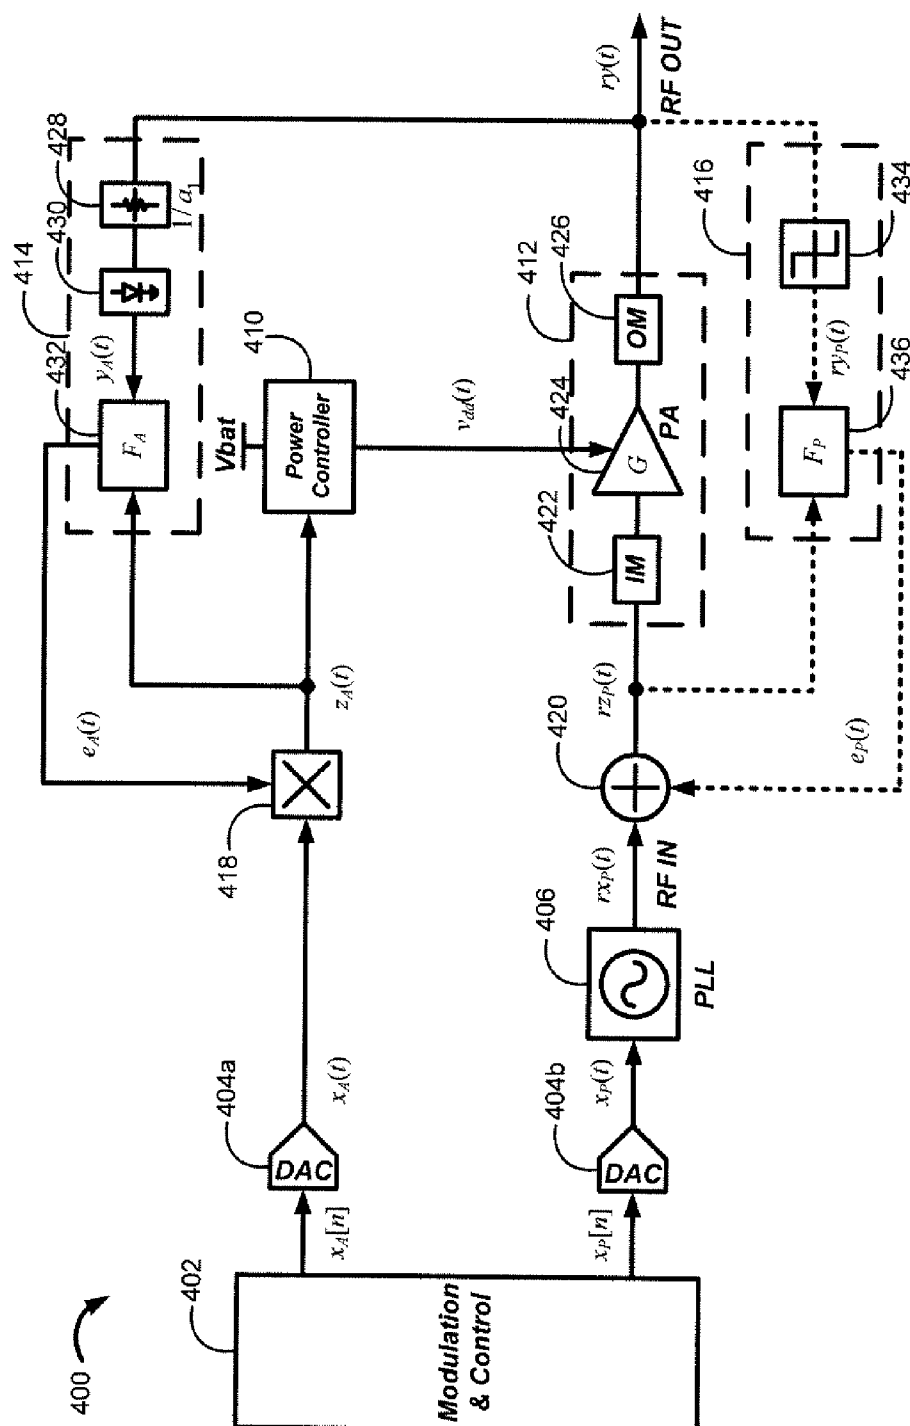 400
402
Modulation
& Control
x_A[n]
x_P[n]
404a
DAC
404b
DAC
x_A(t)
x_P(t)
406
PLL
rx_P(t)
RF IN
418
420
e_A(t)
z_A(t)
rz_P(t)
e_P(t)
410
Vbat
Power
Controller
v_dd(t)
412
422
IM
424
G
PA
426
OM
414
432
F_A
y_A(t)
430
428
1/a_1
416
434
ry_P(t)
436
F_P
ry(t)
RF OUT